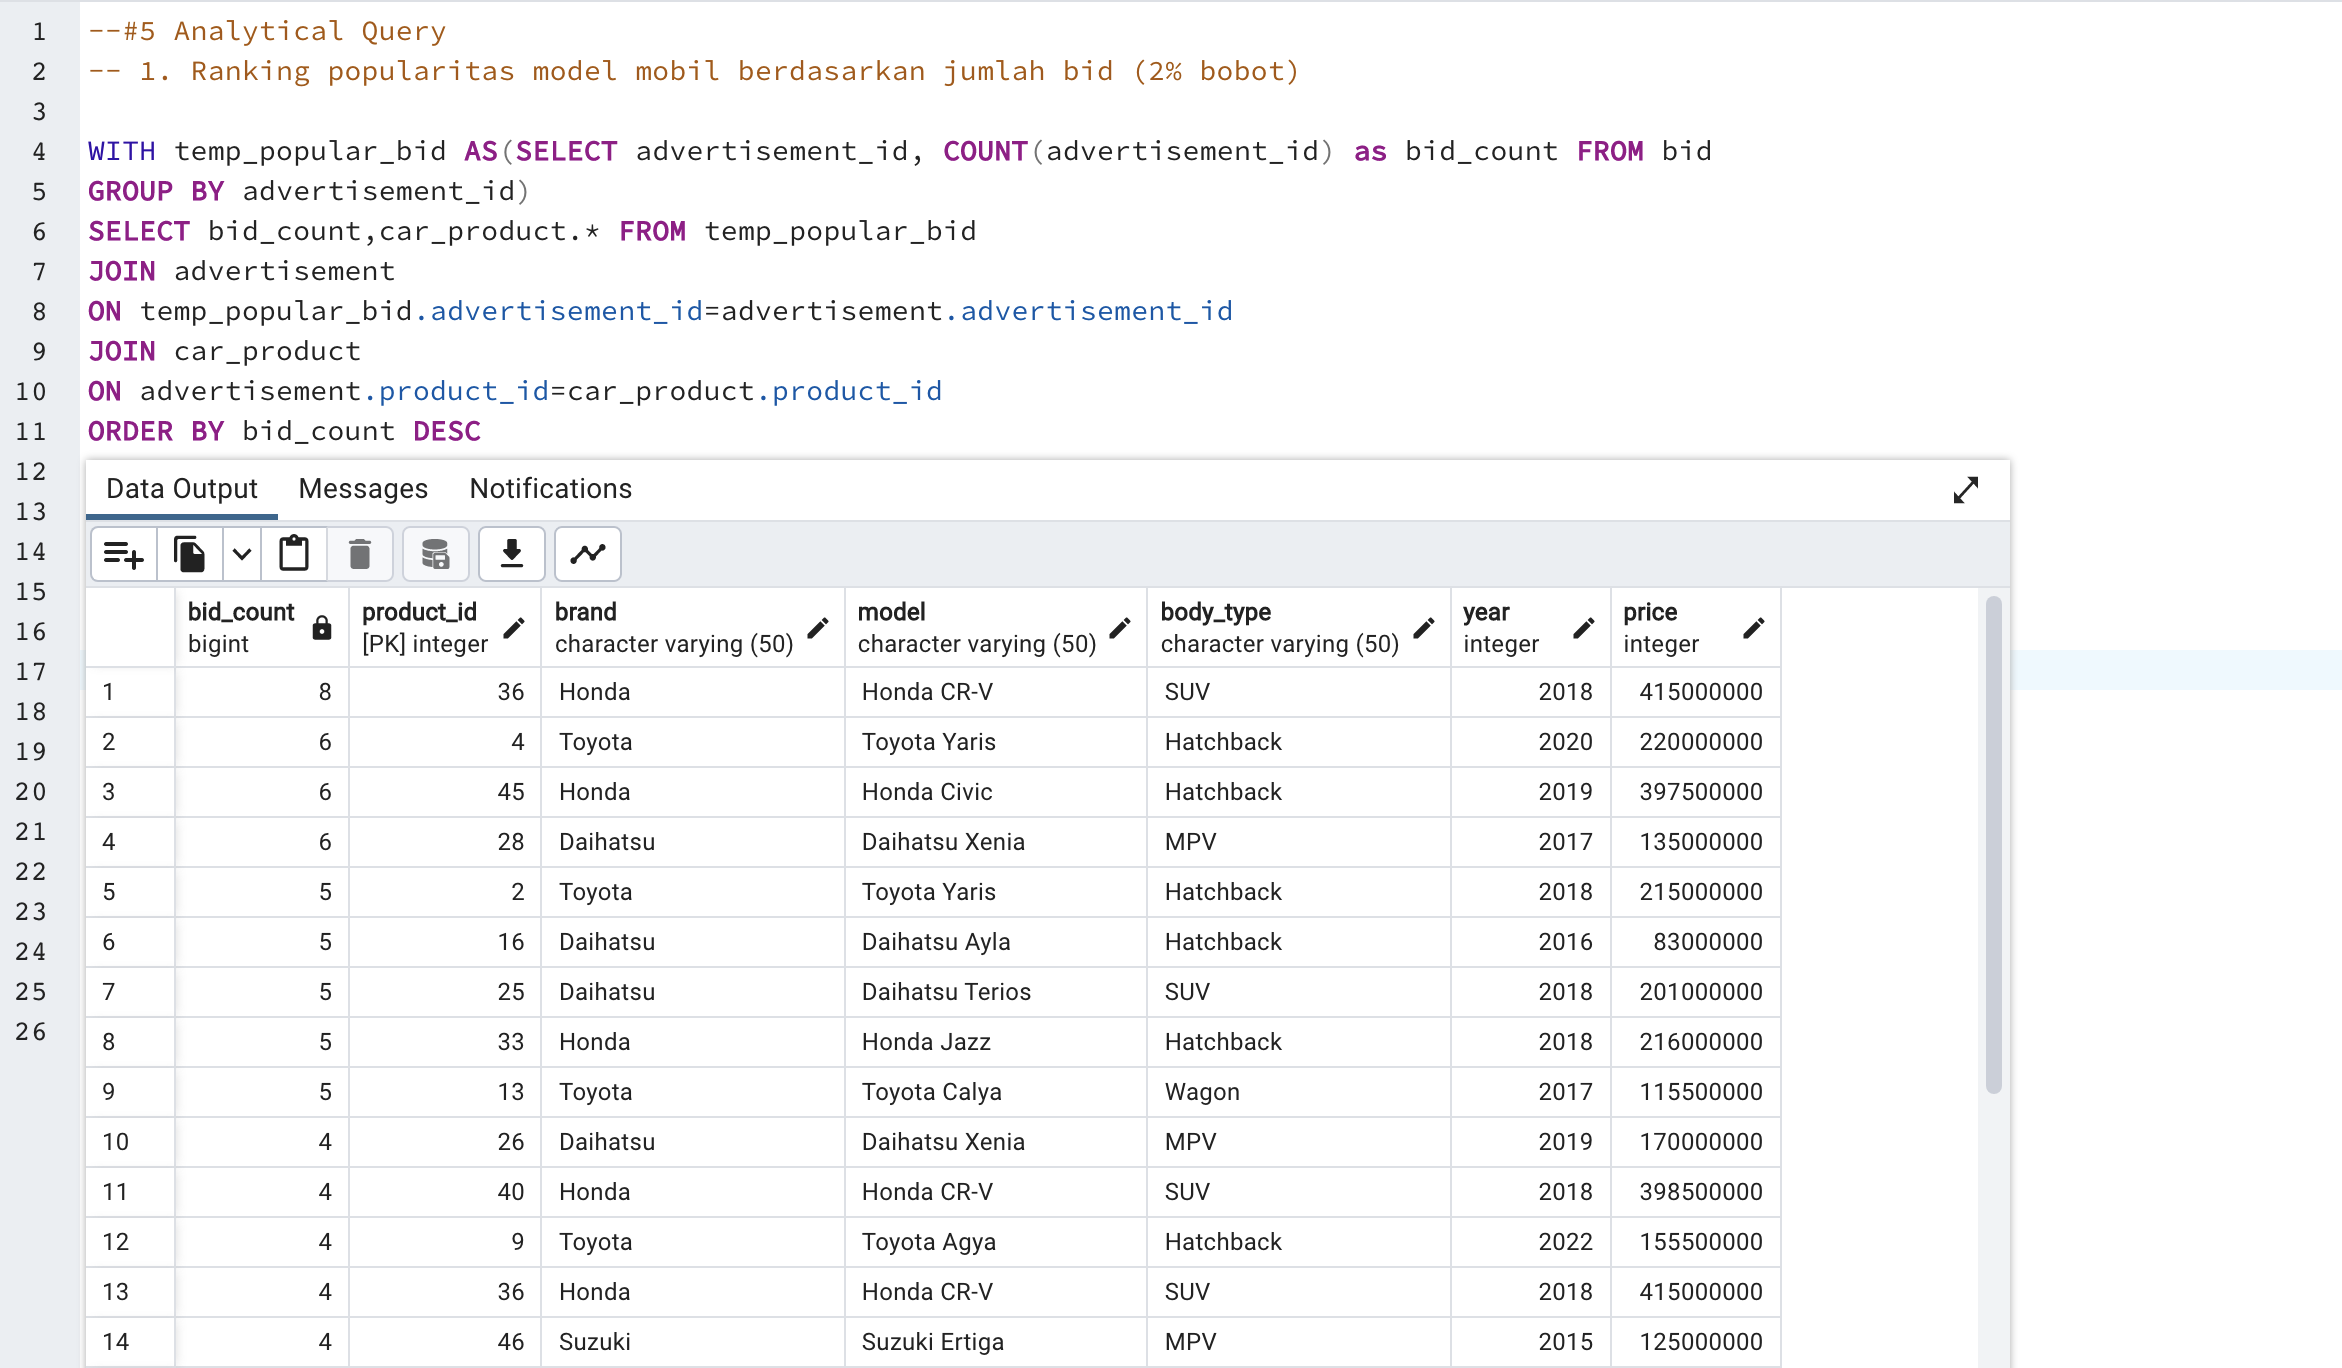 1 --#5 Analytical Query
2 -- 1. Ranking popularitas model mobil berdasarkan jumlah bid (2% bobot)
3
4 WITH temp_popular_bid AS(SELECT advertisement_id, COUNT(advertisement_id) as bid_count FROM bid
5 GROUP BY advertisement_id)
6 SELECT bid_count,car_product.* FROM temp_popular_bid
7 JOIN advertisement
8 ON temp_popular_bid.advertisement_id=advertisement.advertisement_id
9 JOIN car_product
10 ON advertisement.product_id=car_product.product_id
11 ORDER BY bid_count DESC
12
13
14
15
16
17
18
19
20
21
22
23
24
25
26
Data Output Messages Notifications
bid_count product_id brand model body_type year price
bigint [PK] integer character varying (50) character varying (50) character varying (50) integer integer
1 8 36 Honda Honda CR-V SUV 2018 415000000
2 6 4 Toyota Toyota Yaris Hatchback 2020 220000000
3 6 45 Honda Honda Civic Hatchback 2019 397500000
4 6 28 Daihatsu Daihatsu Xenia MPV 2017 135000000
5 5 2 Toyota Toyota Yaris Hatchback 2018 215000000
6 5 16 Daihatsu Daihatsu Ayla Hatchback 2016 83000000
7 5 25 Daihatsu Daihatsu Terios SUV 2018 201000000
8 5 33 Honda Honda Jazz Hatchback 2018 216000000
9 5 13 Toyota Toyota Calya Wagon 2017 115500000
10 4 26 Daihatsu Daihatsu Xenia MPV 2019 170000000
11 4 40 Honda Honda CR-V SUV 2018 398500000
12 4 9 Toyota Toyota Agya Hatchback 2022 155500000
13 4 36 Honda Honda CR-V SUV 2018 415000000
14 4 46 Suzuki Suzuki Ertiga MPV 2015 125000000